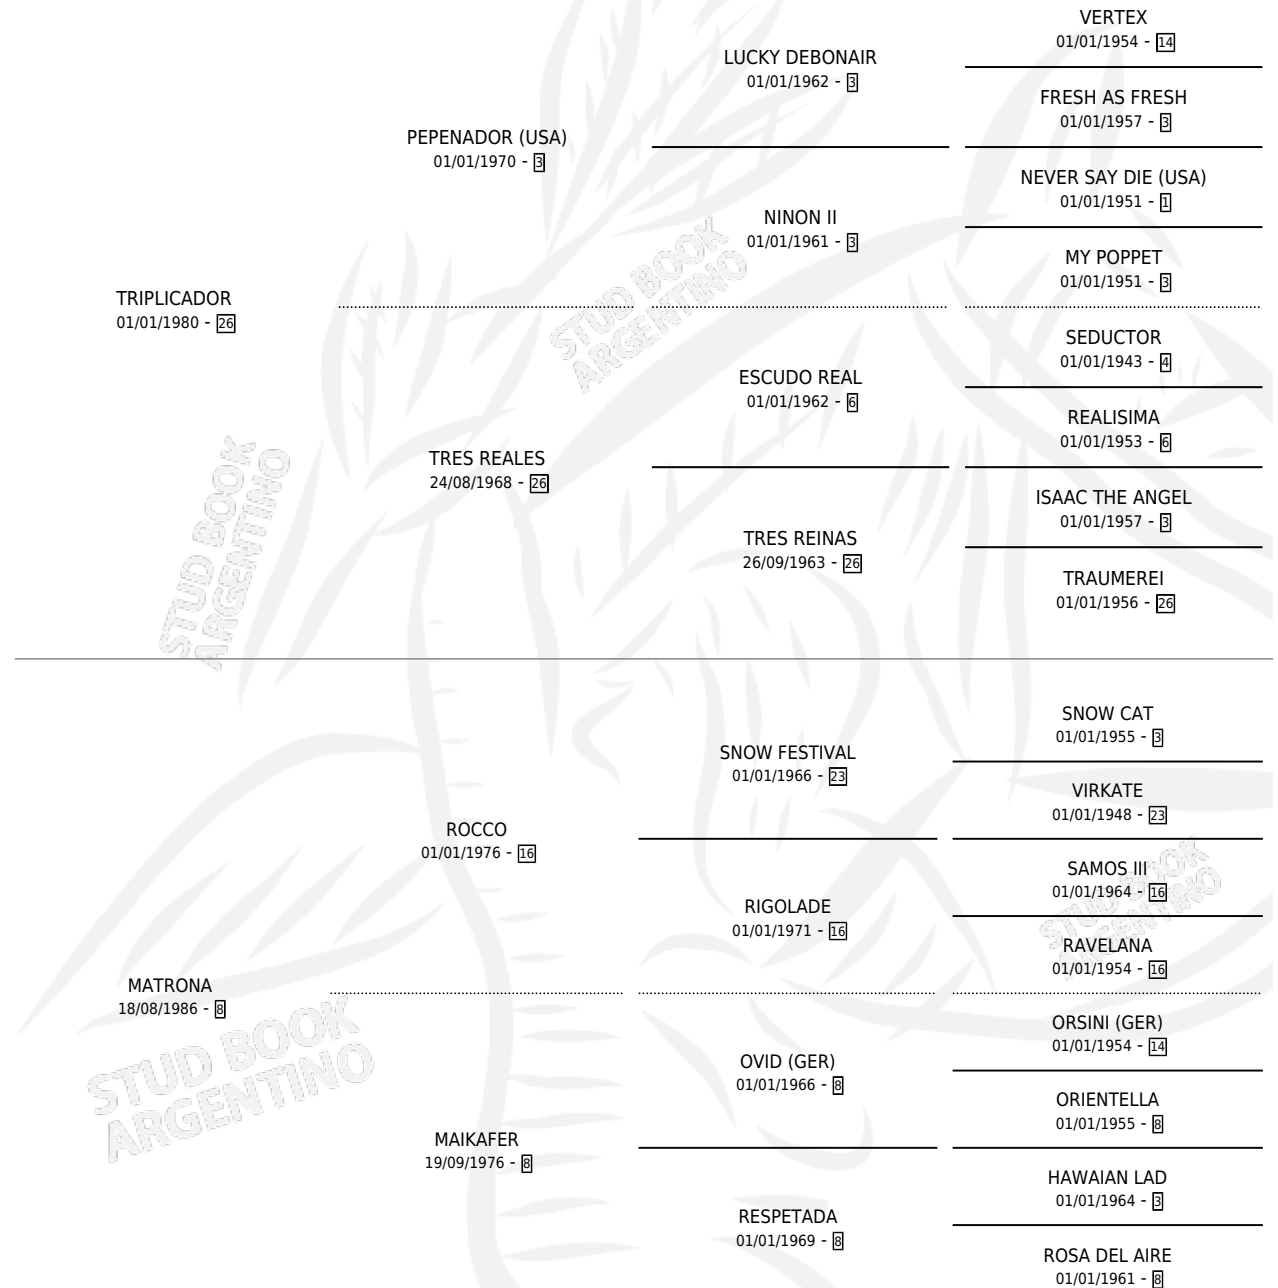 VERTEX
01/01/1954 - 14
LUCKY DEBONAIR
01/01/1962 - 3
FRESH AS FRESH
01/01/1957 - 3
PEPENADOR (USA)
01/01/1970 - 3
NEVER SAY DIE (USA)
01/01/1951 - 1
NINON II
01/01/1961 - 3
MY POPPET
01/01/1951 - 3
TRIPLICADOR
01/01/1980 - 26
SEDUCTOR
01/01/1943 - 4
ESCUDO REAL
01/01/1962 - 6
REALISIMA
01/01/1953 - 6
TRES REALES
24/08/1968 - 26
ISAAC THE ANGEL
01/01/1957 - 3
TRES REINAS
26/09/1963 - 26
TRAUMEREI
01/01/1956 - 26
SNOW CAT
01/01/1955 - 3
SNOW FESTIVAL
01/01/1966 - 23
VIRKATE
01/01/1948 - 23
ROCCO
01/01/1976 - 16
SAMOS III
01/01/1964 - 16
RIGOLADE
01/01/1971 - 16
RAVELANA
01/01/1954 - 16
MATRONA
18/08/1986 - 8
ORSINI (GER)
01/01/1954 - 14
OVID (GER)
01/01/1966 - 8
ORIENTELLA
01/01/1955 - 8
MAIKAFER
19/09/1976 - 8
HAWAIAN LAD
01/01/1964 - 3
RESPETADA
01/01/1969 - 8
ROSA DEL AIRE
01/01/1961 - 8
STUD BOOK
ARGENTINO
STUD BOOK
ARGENTINO
STUD BOOK
ARGENTINO
STUD BOOK
ARGENTINO